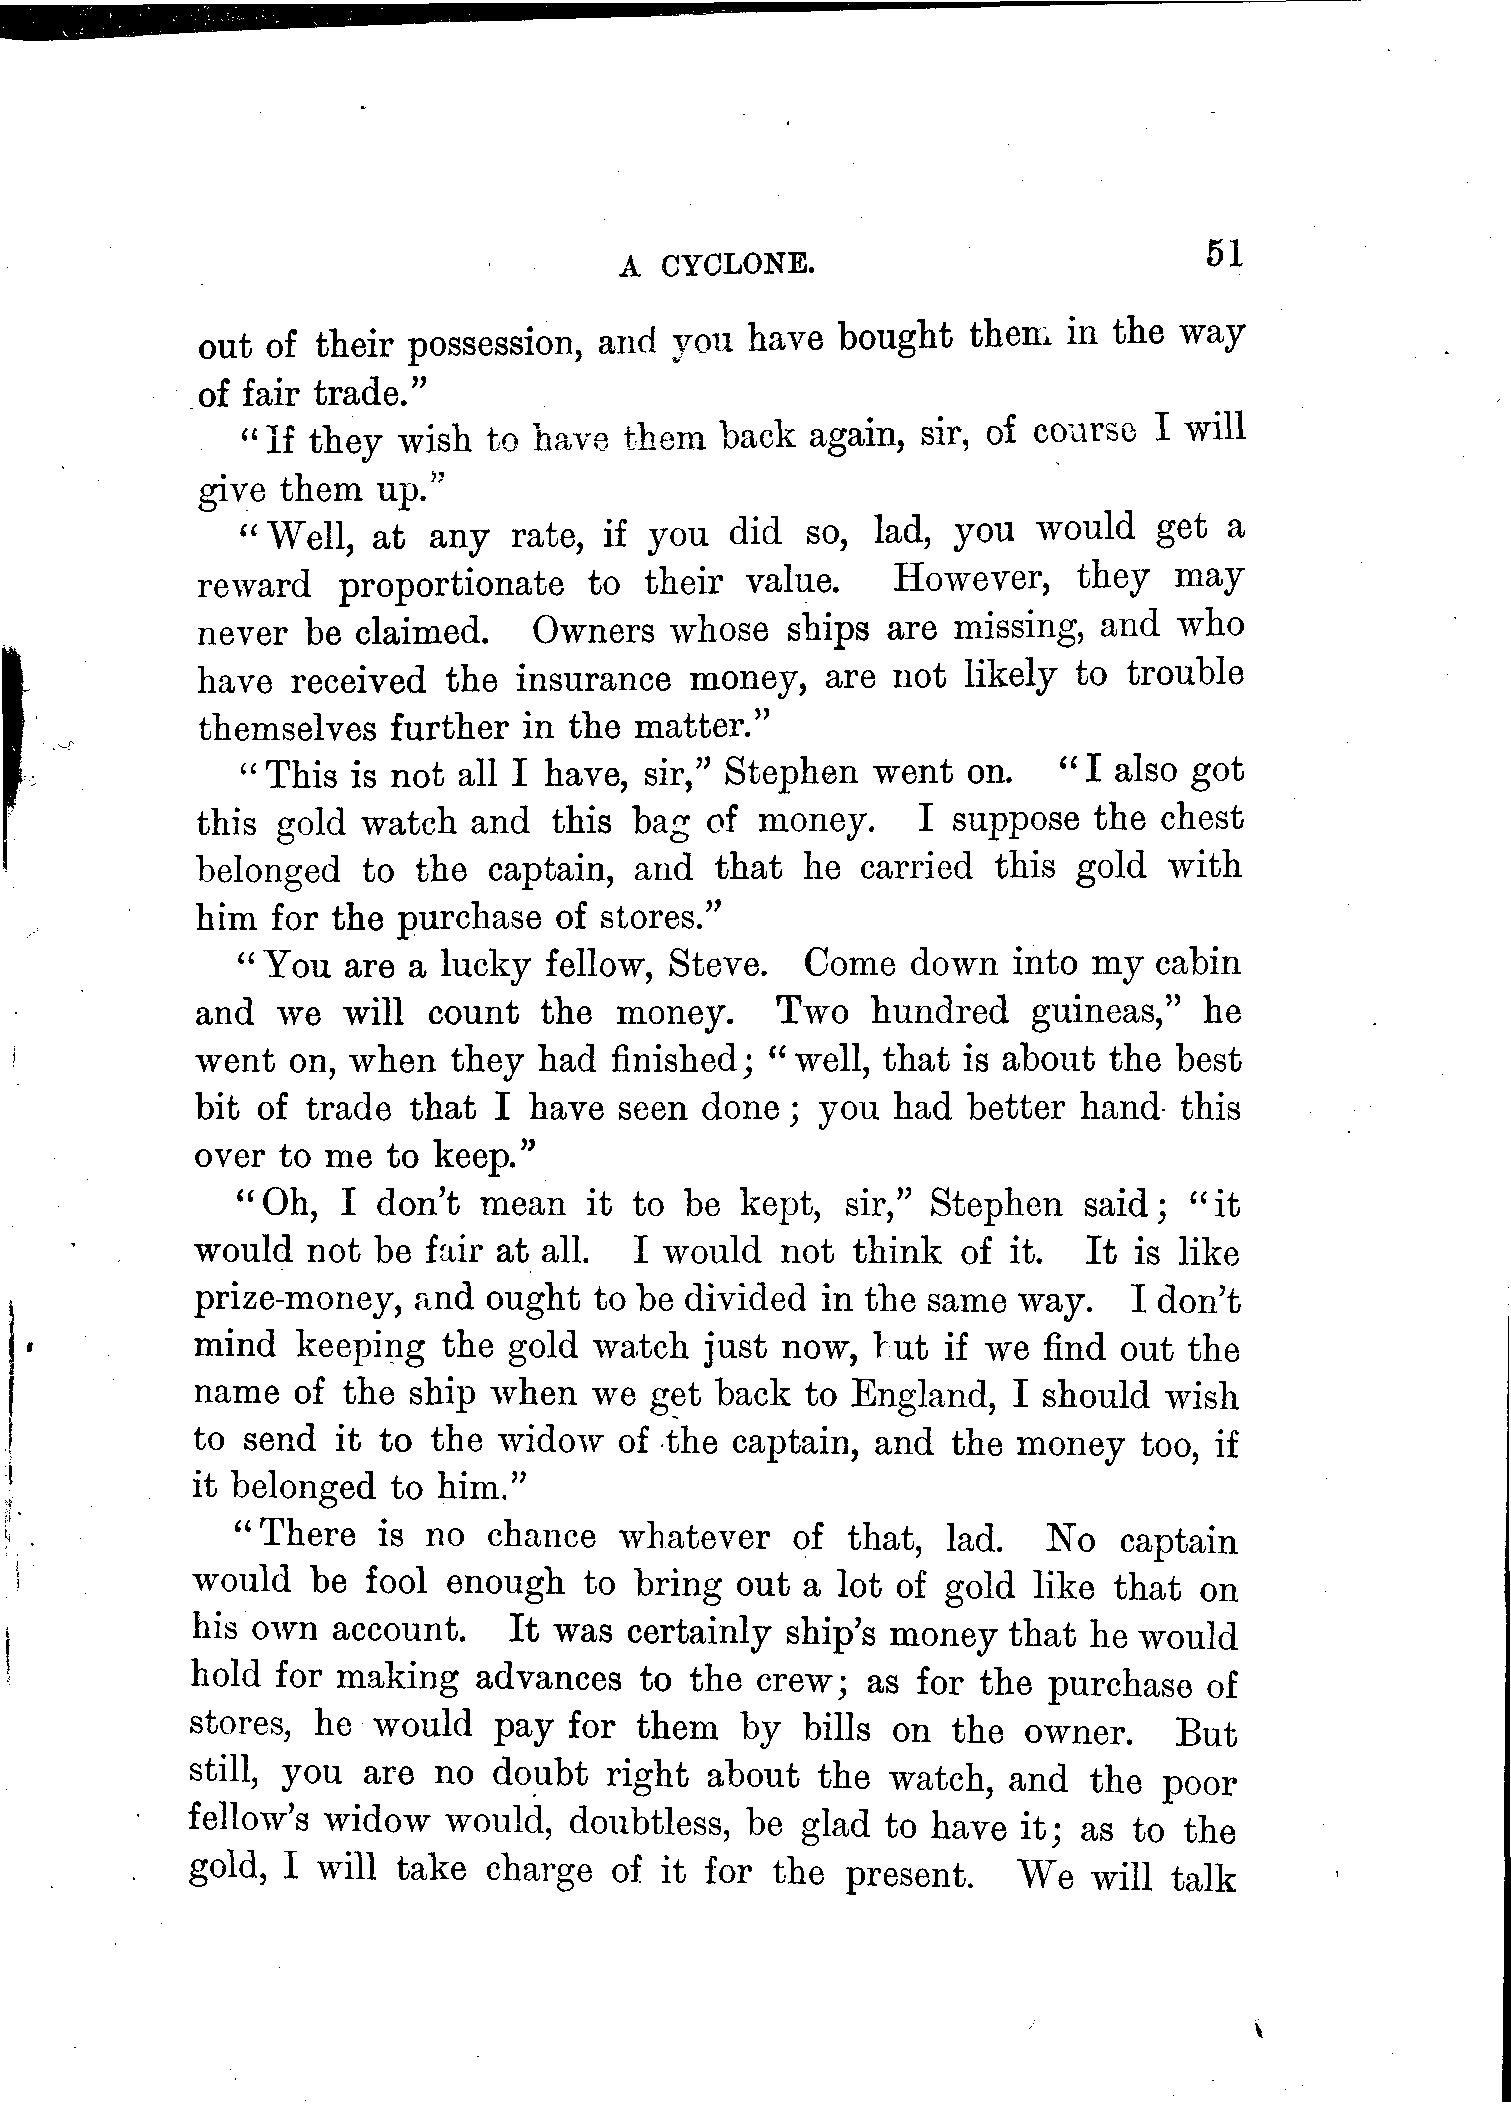 A CYCLONE. 51
out of their possession, and you have bought them in the way
of fair trade."
"If they wish to have them back again, sir, of course I will
give them up."
"Well, at any rate, if you did so, lad, you would get a
reward proportionate to their value. However, they may
never be claimed. Owners whose ships are missing, and who
have received the insurance money, are not likely to trouble
themselves further in the matter."
"This is not all I have, sir," Stephen went on. "I also got
this gold watch and this bag of money. I suppose the chest
belonged to the captain, and that he carried this gold with
him for the purchase of stores."
"You are a lucky fellow, Steve. Come down into my cabin
and we will count the money. Two hundred guineas," he
went on, when they had finished; "well, that is about the best
bit of trade that I have seen done; you had better hand this
over to me to keep."
"Oh, I don't mean it to be kept, sir," Stephen said; "it
would not be fair at all. I would not think of it. It is like
prize-money, and ought to be divided in the same way. I don't
mind keeping the gold watch just now, but if we find out the
name of the ship when we get back to England, I should wish
to send it to the widow of the captain, and the money too, if
it belonged to him."
"There is no chance whatever of that, lad. No captain
would be fool enough to bring out a lot of gold like that on
his own account. It was certainly ship's money that he would
hold for making advances to the crew; as for the purchase of
stores, he would pay for them by bills on the owner. But
still, you are no doubt right about the watch, and the poor
fellow's widow would, doubtless, be glad to have it; as to the
gold, I will take charge of it for the present. We will talk